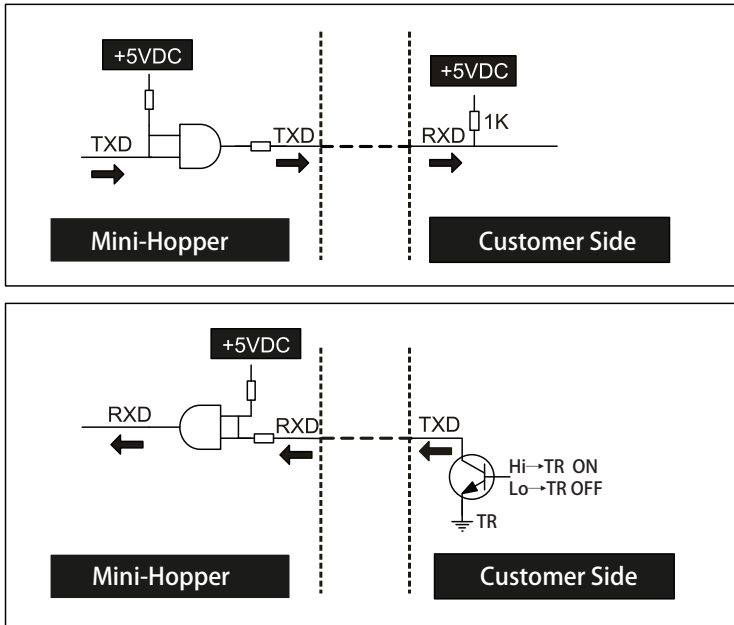 +5VDC
+5VDC
1K
TXD
TXD
RXD
Mini-Hopper
Customer Side
+5VDC
RXD
RXD
TXD
Hi→TR ON
Lo→TR OFF
TR
Mini-Hopper
Customer Side